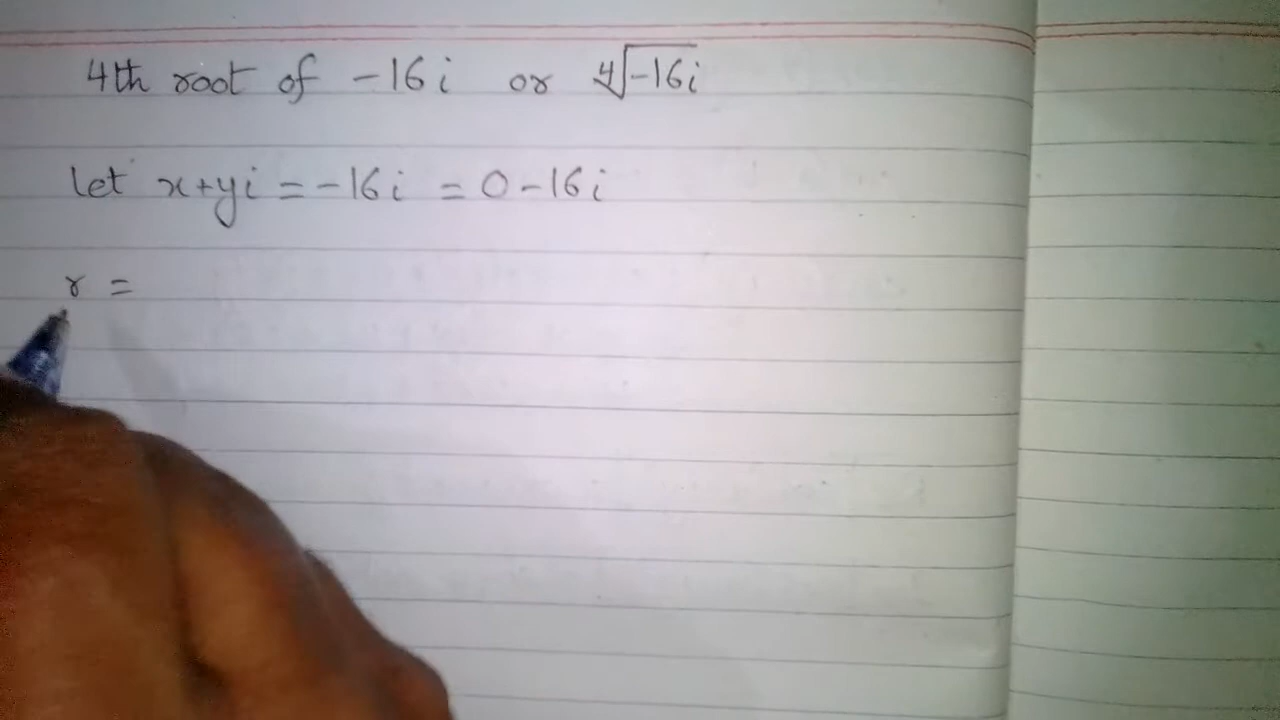 4th root of -16i or ∜-16i
let x+yi = -16i = 0-16i
r =